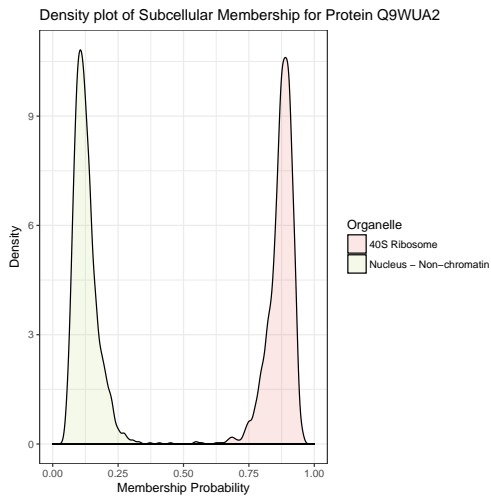 Density plot of Subcellular Membership for Protein Q9WUA2
Density
9
6
3
0
0.00 0.25 0.50 0.75 1.00
Membership Probability
Organelle
40S Ribosome
Nucleus − Non−chromatin